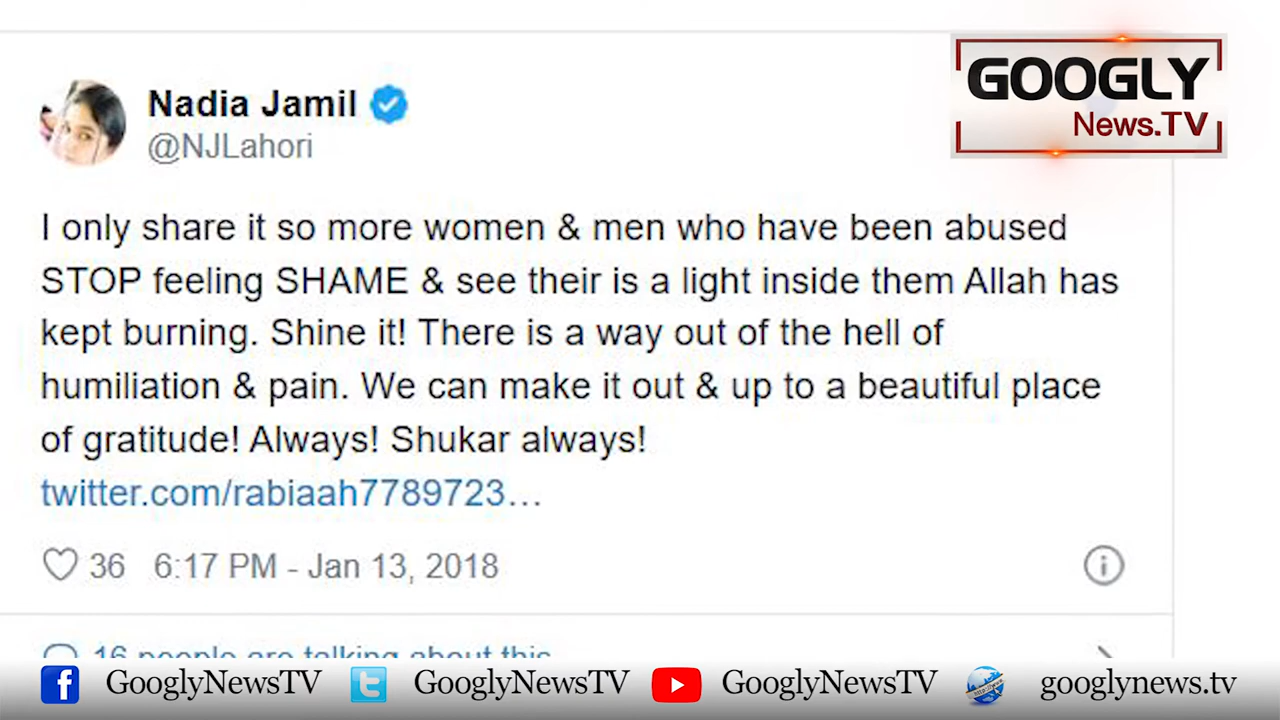 GOOGLY
News.TV
Nadia Jamil
@NJLahori
I only share it so more women & men who have been abused
STOP feeling SHAME & see their is a light inside them Allah has
kept burning. Shine it! There is a way out of the hell of
humiliation & pain. We can make it out & up to a beautiful place
of gratitude! Always! Shukar always!
twitter.com/rabiaah7789723…
36 6:17 PM - Jan 13, 2018
16 people are talking about this
GooglyNewsTV GooglyNewsTV GooglyNewsTV googlynews.tv